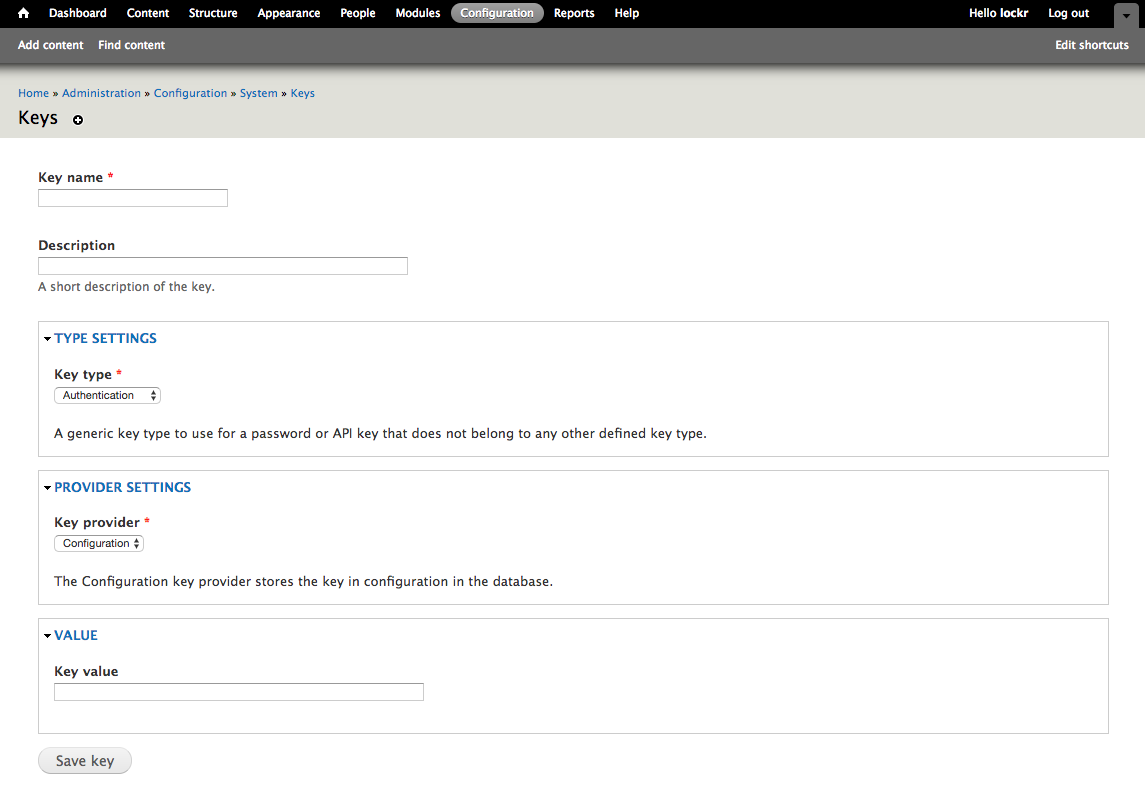 Dashboard Content Structure Appearance People Modules Configuration Reports Help Hello lockr Log out
Add content Find content Edit shortcuts
Home » Administration » Configuration » System » Keys
Keys
Key name *
Description
A short description of the key.
TYPE SETTINGS
Key type *
Authentication
A generic key type to use for a password or API key that does not belong to any other defined key type.
PROVIDER SETTINGS
Key provider *
Configuration
The Configuration key provider stores the key in configuration in the database.
VALUE
Key value
Save key